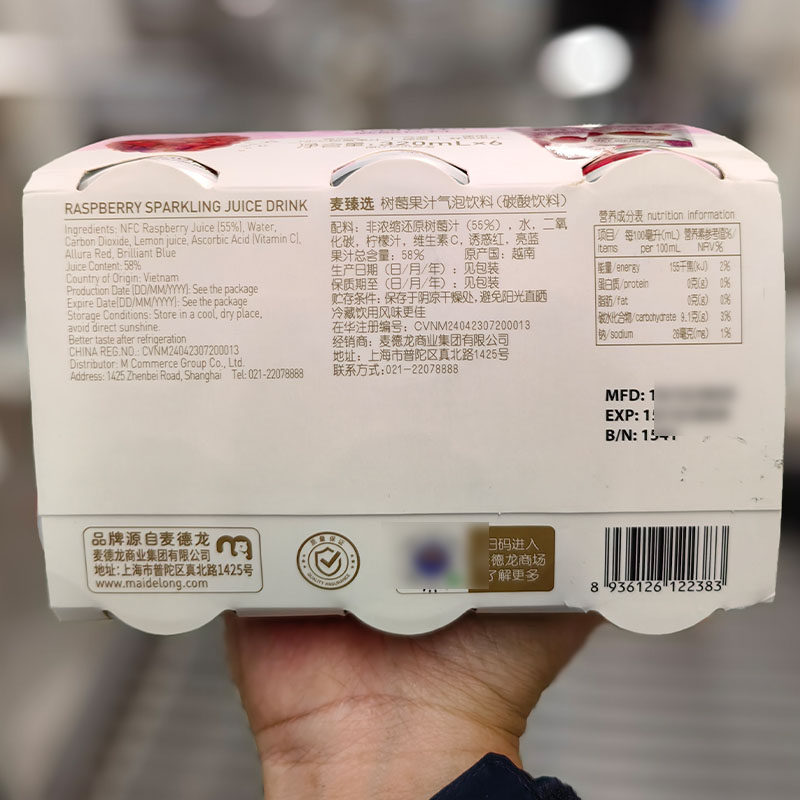 320mL×6
RASPBERRY SPARKLING JUICE DRINK
Ingredients: NFC Raspberry Juice (55%), Water,
Carbon Dioxide, Lemon juice, Ascorbic Acid (Vitamin C),
Allura Red, Brilliant Blue
Juice Content: 58%
Country of Origin: Vietnam
Production Date (DD/MM/YYYY): See the package
Expire Date(DD/MM/YYYY): See the package
Storage Conditions: Store in a cool, dry place,
avoid direct sunshine.
Better taste after refrigeration
CHINA REG.NO.: CVNM24042307200013
Distributor: M Commerce Group Co., Ltd.
Address: 1425 Zhenbei Road, Shanghai Tel: 021-22078888
麦臻选 树莓果汁气泡饮料(碳酸饮料)
配料: 非浓缩还原树莓汁(55%), 水, 二氧
化碳, 柠檬汁, 维生素C, 诱惑红, 亮蓝
果汁总含量: 58% 原产国: 越南
生产日期(日/月/年): 见包装
保质期至(日/月/年): 见包装
贮存条件: 保存于阴凉干燥处, 避免阳光直晒
冷藏饮用风味更佳
在华注册编号: CVNM24042307200013
经销商: 麦德龙商业集团有限公司
地址: 上海市普陀区真北路1425号
联系方式:021-22078888
营养成分表 nutrition information
项目/ 每100毫升(mL) 营养素参考值%/
items per 100mL NRV%
能量/energy 155千焦(kJ) 2%
蛋白质/protein 0克(g) 0%
脂肪/fat 0克(g) 0%
碳水化合物/carbohydrate 9.1克(g) 3%
钠/sodium 26毫克(mg) 1%
MFD: 1
EXP: 15
B/N: 1541
品牌源自麦德龙
麦德龙商业集团有限公司
地址: 上海市普陀区真北路1425号
www.maidelong.com
质量保证
QUALITY ASSURANCE
扫码进入
麦德龙商场
了解更多
8 936126 122383